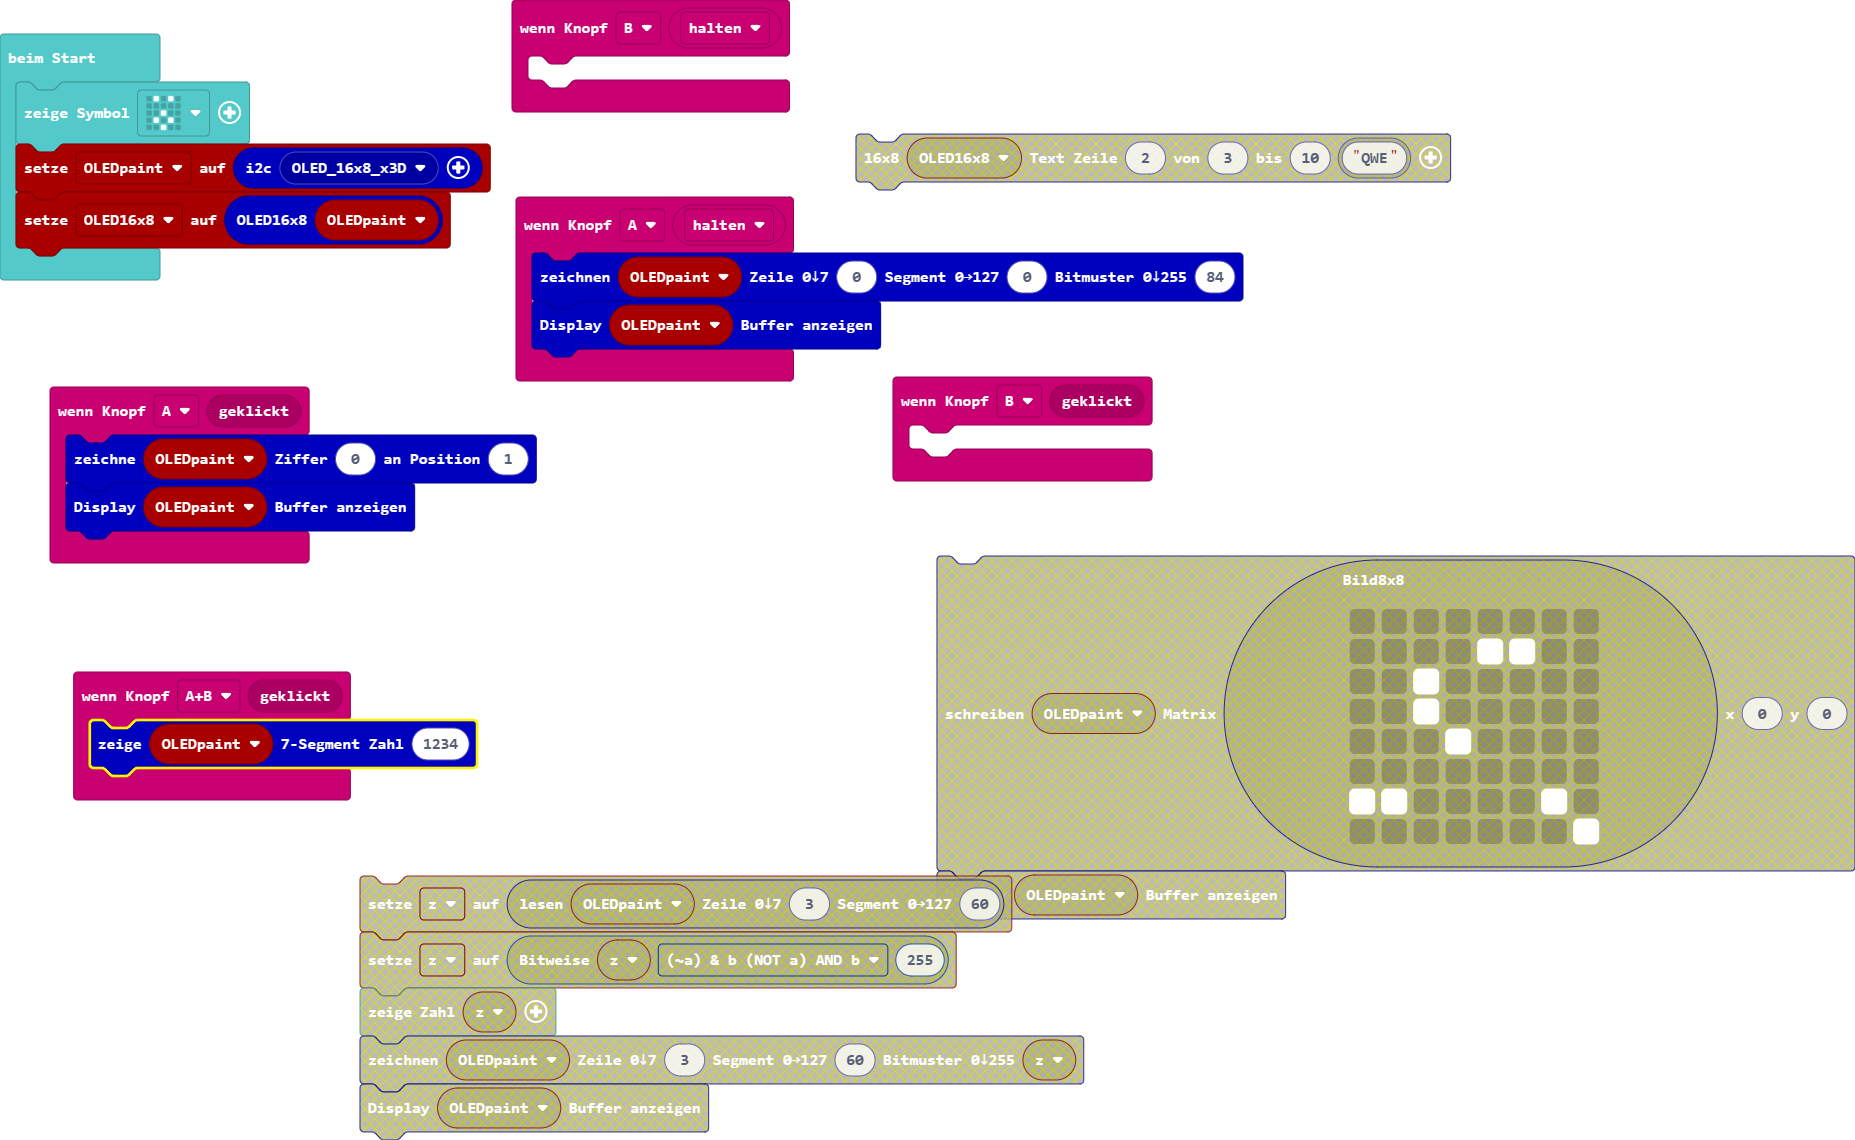 wenn Knopf B halten
beim Start
zeige Symbol
setze OLEDpaint auf i2c OLED_16x8_x3D
setze OLED16x8 auf OLED16x8 OLEDpaint
16x8 OLED16x8 Text Zeile 2 von 3 bis 10 "QWE"
wenn Knopf A halten
zeichnen OLEDpaint Zeile 0↓7 0 Segment 0→127 0 Bitmuster 0↓255 84
Display OLEDpaint Buffer anzeigen
wenn Knopf A geklickt
zeichne OLEDpaint Ziffer 0 an Position 1
Display OLEDpaint Buffer anzeigen
wenn Knopf B geklickt
wenn Knopf A+B geklickt
zeige OLEDpaint 7-Segment Zahl 1234
Bild8x8
schreiben OLEDpaint Matrix x 0 y 0
OLEDpaint Buffer anzeigen
setze z auf lesen OLEDpaint Zeile 0↓7 3 Segment 0→127 60
setze z auf Bitweise z (~a) & b (NOT a) AND b 255
zeige Zahl z
zeichnen OLEDpaint Zeile 0↓7 3 Segment 0→127 60 Bitmuster 0↓255 z
Display OLEDpaint Buffer anzeigen